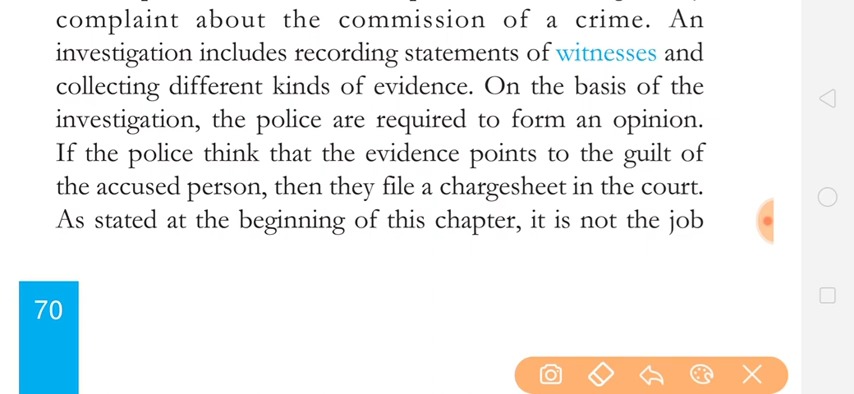 complaint about the commission of a crime. An
investigation includes recording statements of witnesses and
collecting different kinds of evidence. On the basis of the
investigation, the police are required to form an opinion.
If the police think that the evidence points to the guilt of
the accused person, then they file a chargesheet in the court.
As stated at the beginning of this chapter, it is not the job
70